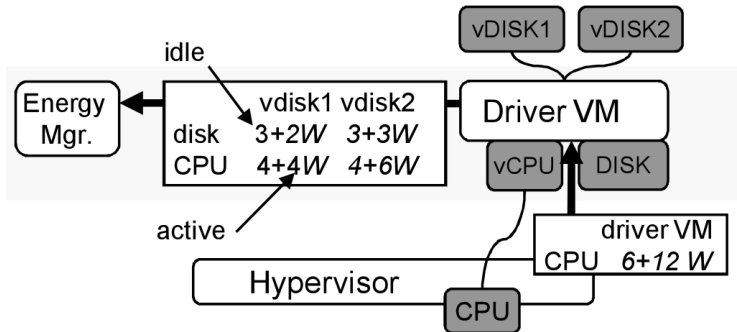 vDISK1 vDISK2
idle
Energy
Mgr.
vdisk1 vdisk2
disk 3+2W 3+3W
CPU 4+4W 4+6W
Driver VM
vCPU DISK
active
driver VM
CPU 6+12 W
Hypervisor
CPU